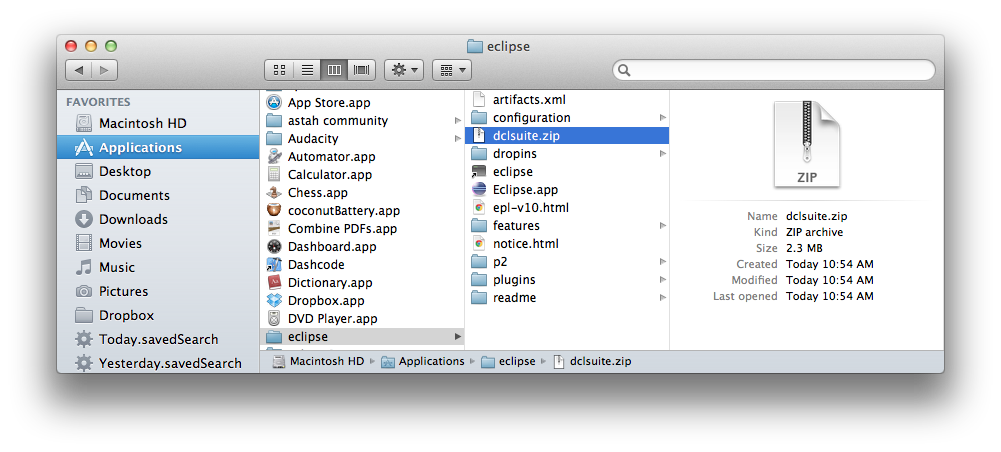 eclipse
FAVORITES
Macintosh HD
Applications
Desktop
Documents
Downloads
Movies
Music
Pictures
Dropbox
Today.savedSearch
Yesterday.savedSearch
App Store.app
astah community
Audacity
Automator.app
Calculator.app
Chess.app
coconutBattery.app
Combine PDFs.app
Dashboard.app
Dashcode
Dictionary.app
Dropbox.app
DVD Player.app
eclipse
artifacts.xml
configuration
dclsuite.zip
dropins
eclipse
Eclipse.app
epl-v10.html
features
notice.html
p2
plugins
readme
ZIP
Name dclsuite.zip
Kind ZIP archive
Size 2.3 MB
Created Today 10:54 AM
Modified Today 10:54 AM
Last opened Today 10:54 AM
Macintosh HD Applications eclipse dclsuite.zip